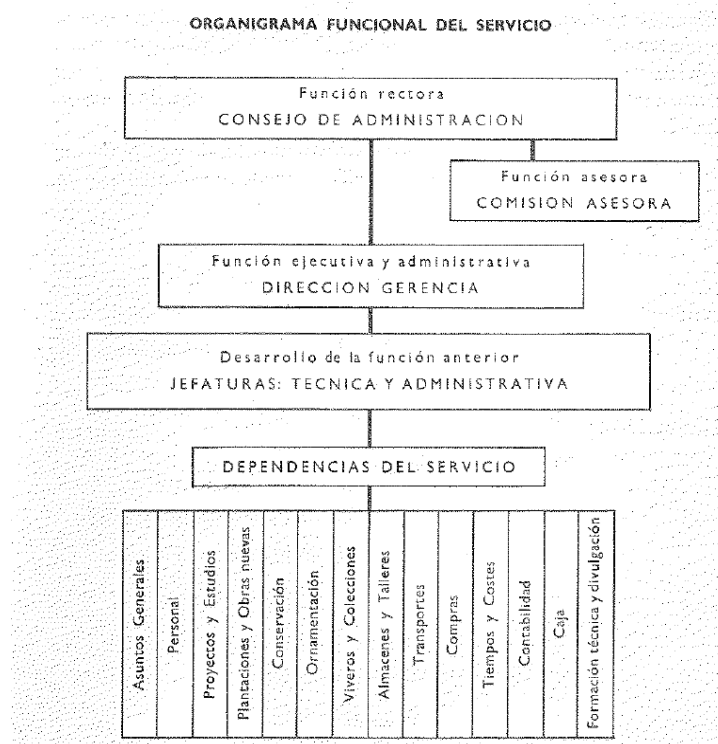 ORGANIGRAMA FUNCIONAL DEL SERVICIO
Función rectora
CONSEJO DE ADMINISTRACION
Función asesora
COMISION ASESORA
Función ejecutiva y administrativa
DIRECCION GERENCIA
Desarrollo de la función anterior
JEFATURAS: TECNICA Y ADMINISTRATIVA
DEPENDENCIAS DEL SERVICIO
Asuntos Generales
Personal
Proyectos y Estudios
Plantaciones y Obras nuevas
Conservación
Ornamentación
Viveros y Colecciones
Almacenes y Talleres
Transportes
Compras
Tiempos y Costes
Contabilidad
Caja
Formación técnica y divulgación